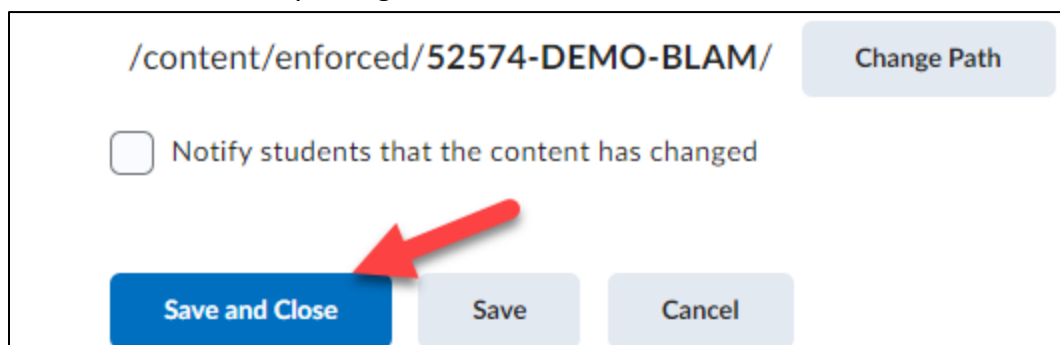 /content/enforced/52574-DEMO-BLAM/ Change Path
Notify students that the content has changed
Save and Close Save Cancel